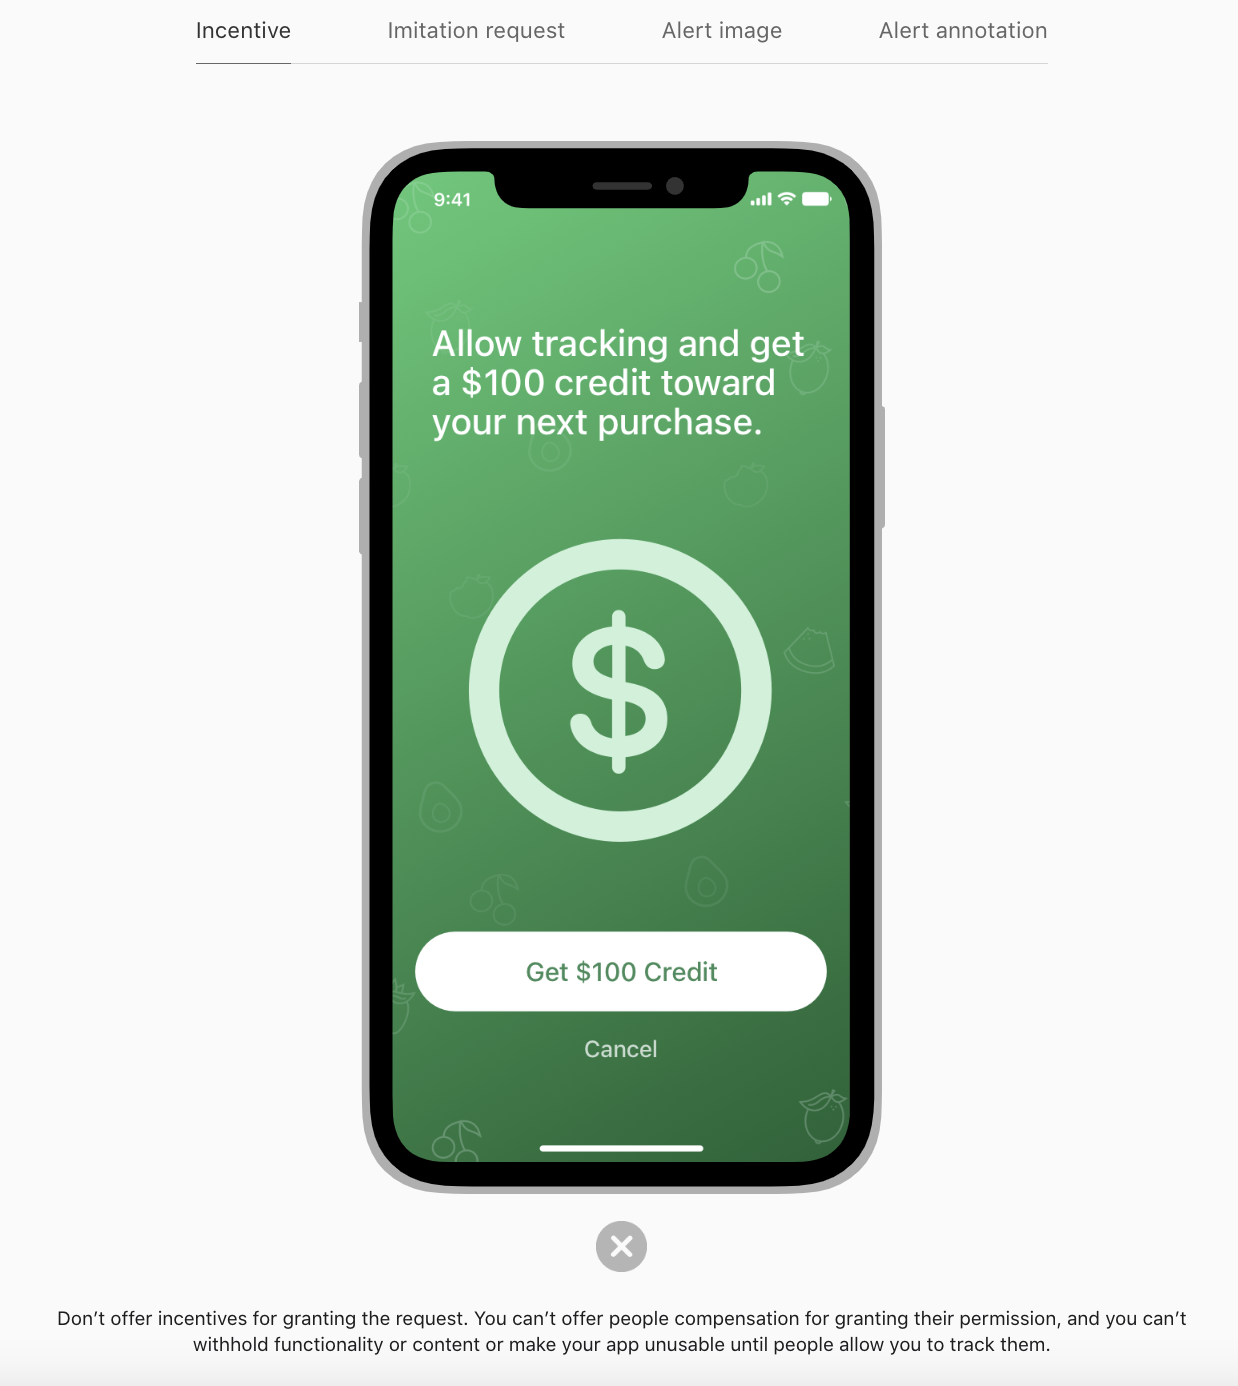 Incentive
Imitation request
Alert image
Alert annotation
9:41
Allow tracking and get
a $100 credit toward
your next purchase.
$
Get $100 Credit
Cancel
Don’t offer incentives for granting the request. You can’t offer people compensation for granting their permission, and you can’t
withhold functionality or content or make your app unusable until people allow you to track them.